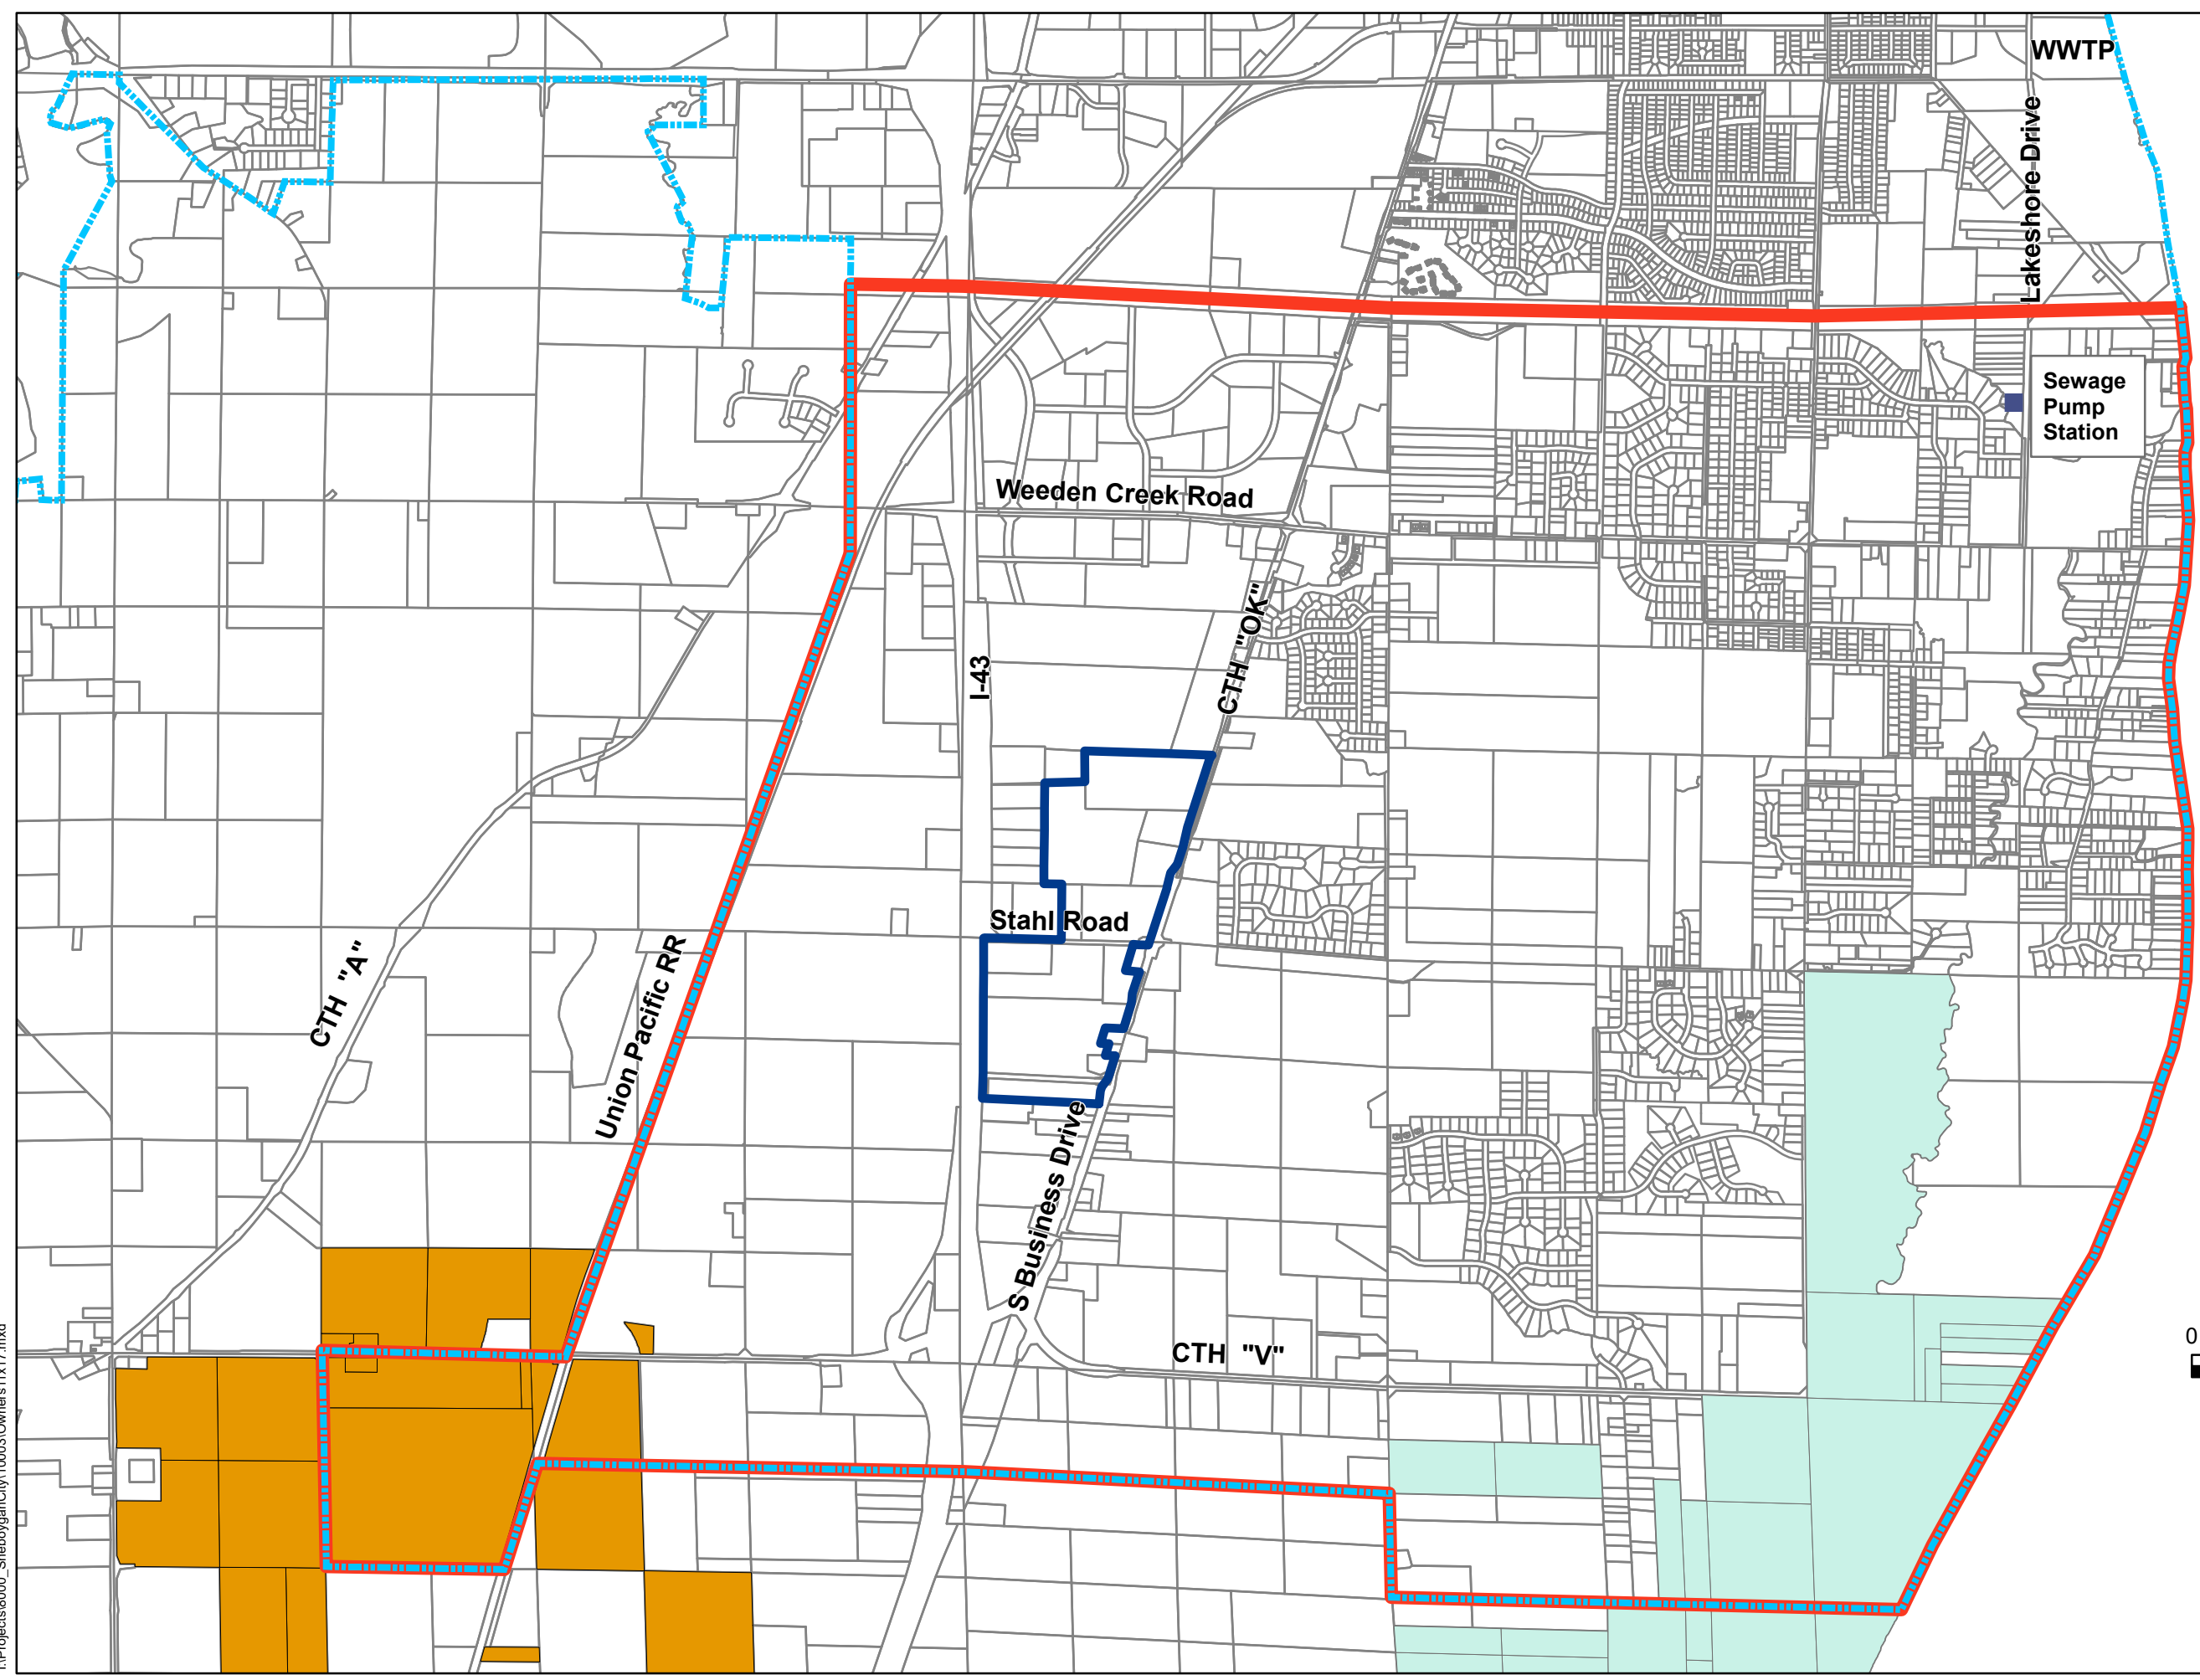 WWTP
Lakeshore Drive
Sewage
Pump
Station
Weeden Creek Road
CTH "OK"
I-43
Stahl Road
CTH "A"
Union Pacific RR
S Business Drive
CTH "V"
0